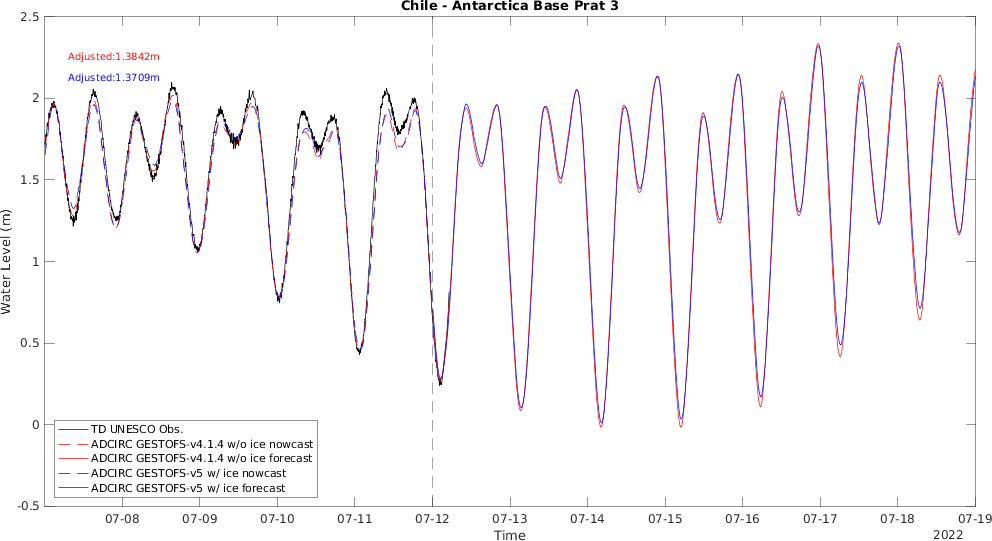 Chile - Antarctica Base Prat 3
2.5
Adjusted:1.3842m
Adjusted:1.3709m
2
1.5
1
0.5
0
-0.5
Water Level (m)
TD UNESCO Obs.
ADCIRC GESTOFS-v4.1.4 w/o ice nowcast
ADCIRC GESTOFS-v4.1.4 w/o ice forecast
ADCIRC GESTOFS-v5 w/ ice nowcast
ADCIRC GESTOFS-v5 w/ ice forecast
07-08 07-09 07-10 07-11 07-12 07-13 07-14 07-15 07-16 07-17 07-18 07-19
Time
2022